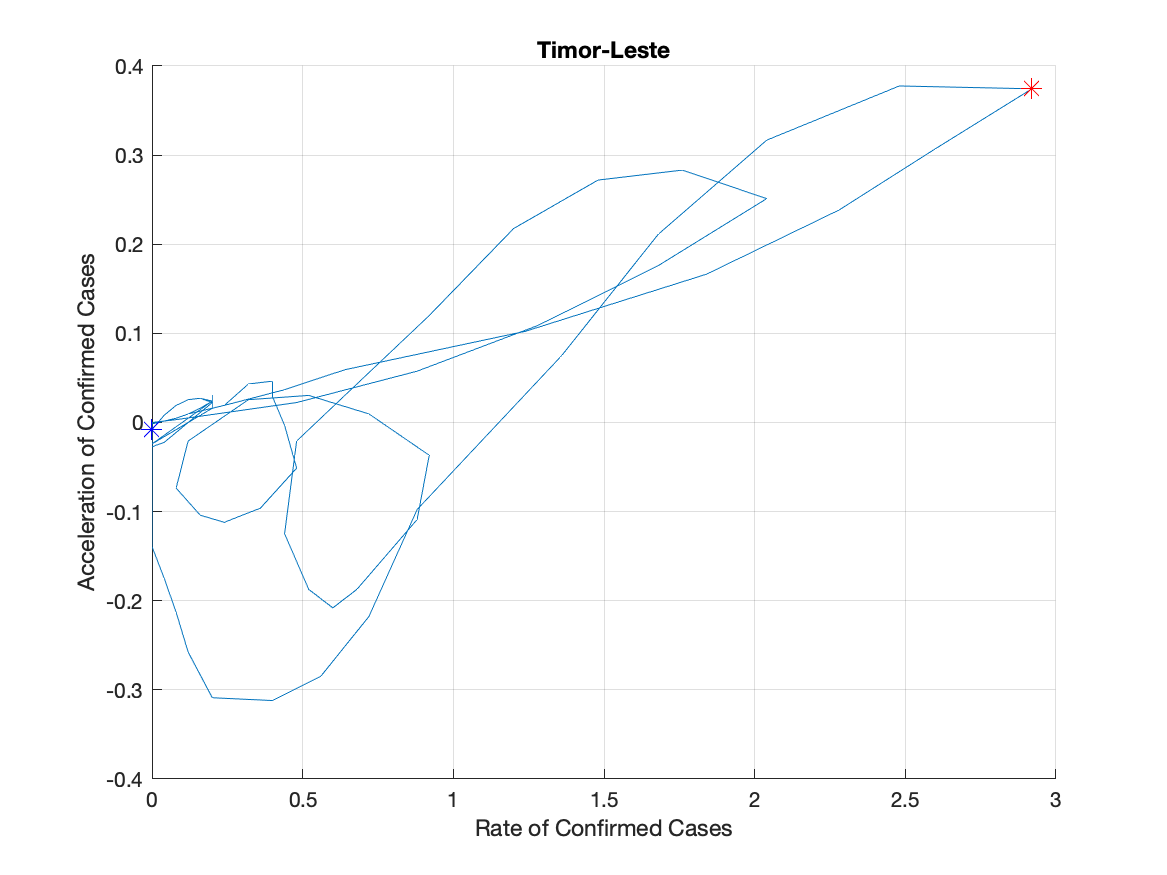 Timor-Leste
0.4
0.3
0.2
0.1
0
-0.1
-0.2
-0.3
-0.4
Acceleration of Confirmed Cases
0 0.5 1 1.5 2 2.5 3
Rate of Confirmed Cases